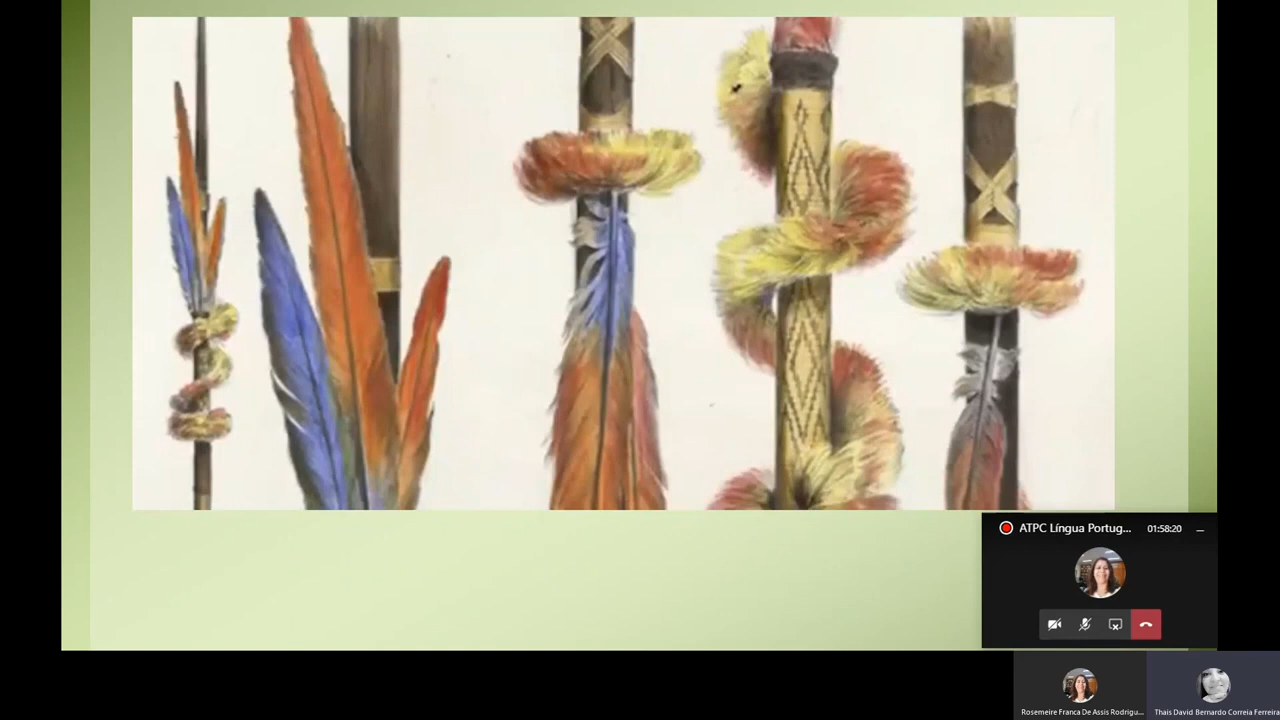 ATPC Língua Portug... 01:58:20
Rosemeire Franca De Assis Rodrigu...
Thais David Bernardo Correia Ferreira